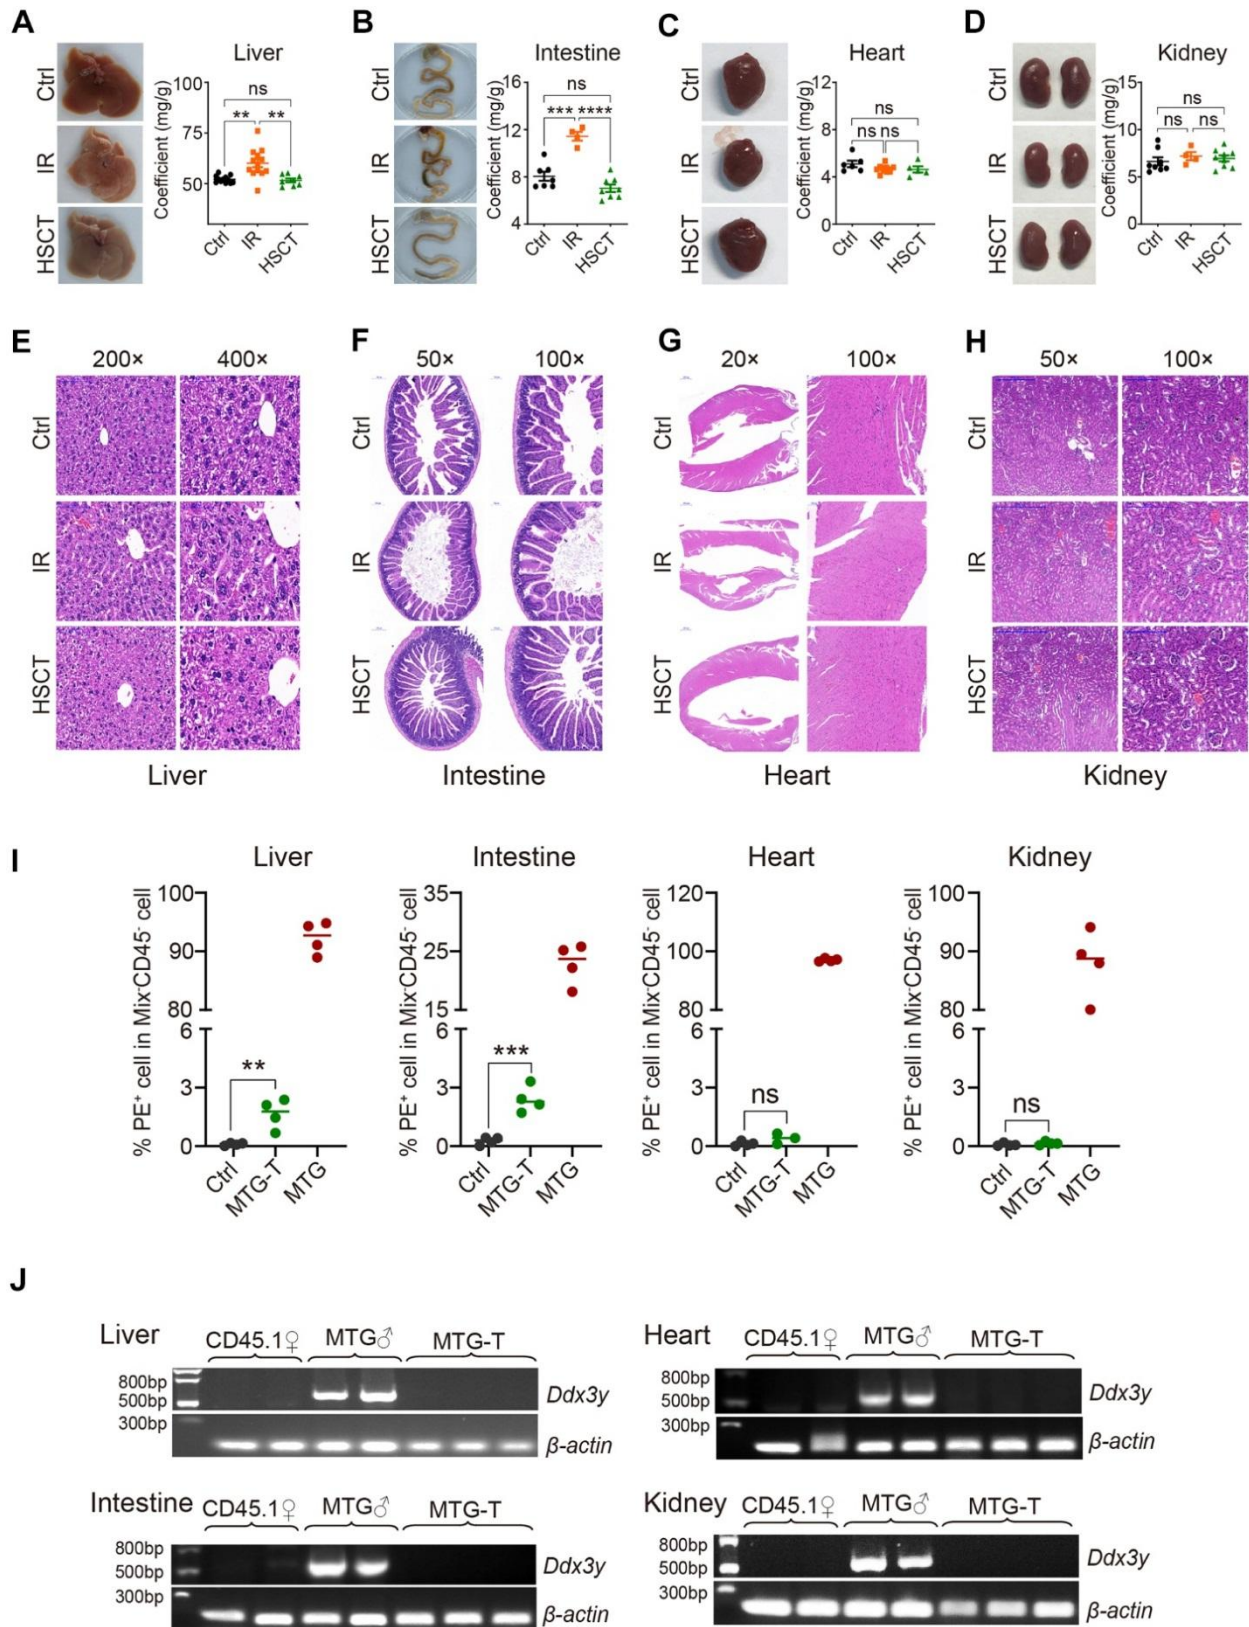 A
Liver
Ctrl
IR
HSCT
Coefficient (mg/g)
100
75
50
ns
** **
Ctrl
IR
HSCT
B
Intestine
Ctrl
IR
HSCT
Coefficient (mg/g)
16
12
8
4
ns
*** ****
Ctrl
IR
HSCT
C
Heart
Ctrl
IR
HSCT
Coefficient (mg/g)
12
8
4
0
ns
ns ns
Ctrl
IR
HSCT
D
Kidney
Ctrl
IR
HSCT
Coefficient (mg/g)
15
10
5
0
ns
ns ns
Ctrl
IR
HSCT
E
200× 400×
Ctrl
IR
HSCT
Liver
F
50× 100×
Ctrl
IR
HSCT
Intestine
G
20× 100×
Ctrl
IR
HSCT
Heart
H
50× 100×
Ctrl
IR
HSCT
Kidney
I
Liver
% PE⁺ cell in Mix⁻CD45⁻ cell
100
90
80
6
3
0
**
Ctrl
MTG-T
MTG
Intestine
% PE⁺ cell in Mix⁻CD45⁻ cell
35
25
15
6
3
0
***
Ctrl
MTG-T
MTG
Heart
% PE⁺ cell in Mix⁻CD45⁻ cell
120
100
80
6
3
0
ns
Ctrl
MTG-T
MTG
Kidney
% PE⁺ cell in Mix⁻CD45⁻ cell
100
90
80
6
3
0
ns
Ctrl
MTG-T
MTG
J
Liver
CD45.1♀ MTG♂ MTG-T
800bp
500bp
300bp
Ddx3y
β-actin
Heart
CD45.1♀ MTG♂ MTG-T
800bp
500bp
300bp
Ddx3y
β-actin
Intestine
CD45.1♀ MTG♂ MTG-T
800bp
500bp
300bp
Ddx3y
β-actin
Kidney
CD45.1♀ MTG♂ MTG-T
800bp
500bp
300bp
Ddx3y
β-actin